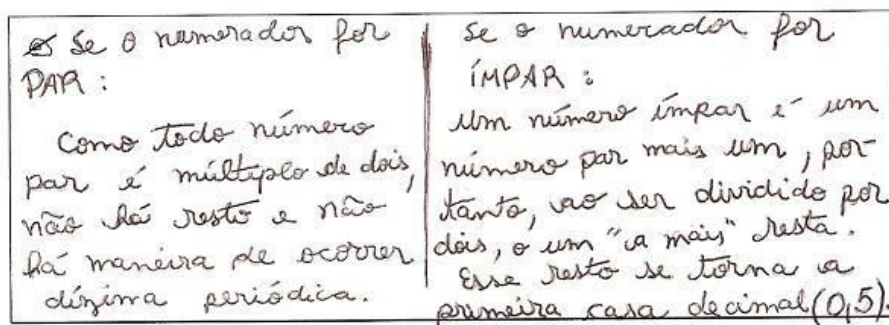 Se o numerador for
PAR:
Como todo número
par é múltiplo de dois,
não há resto e não
há maneira de ocorrer
dízima periódica.
Se o numerador for
ÍMPAR:
Um número ímpar é um
número par mais um, por-
tanto, ao ser dividido por
dois, o um "a mais" resta.
Esse resto se torna a
primeira casa decimal (0,5).